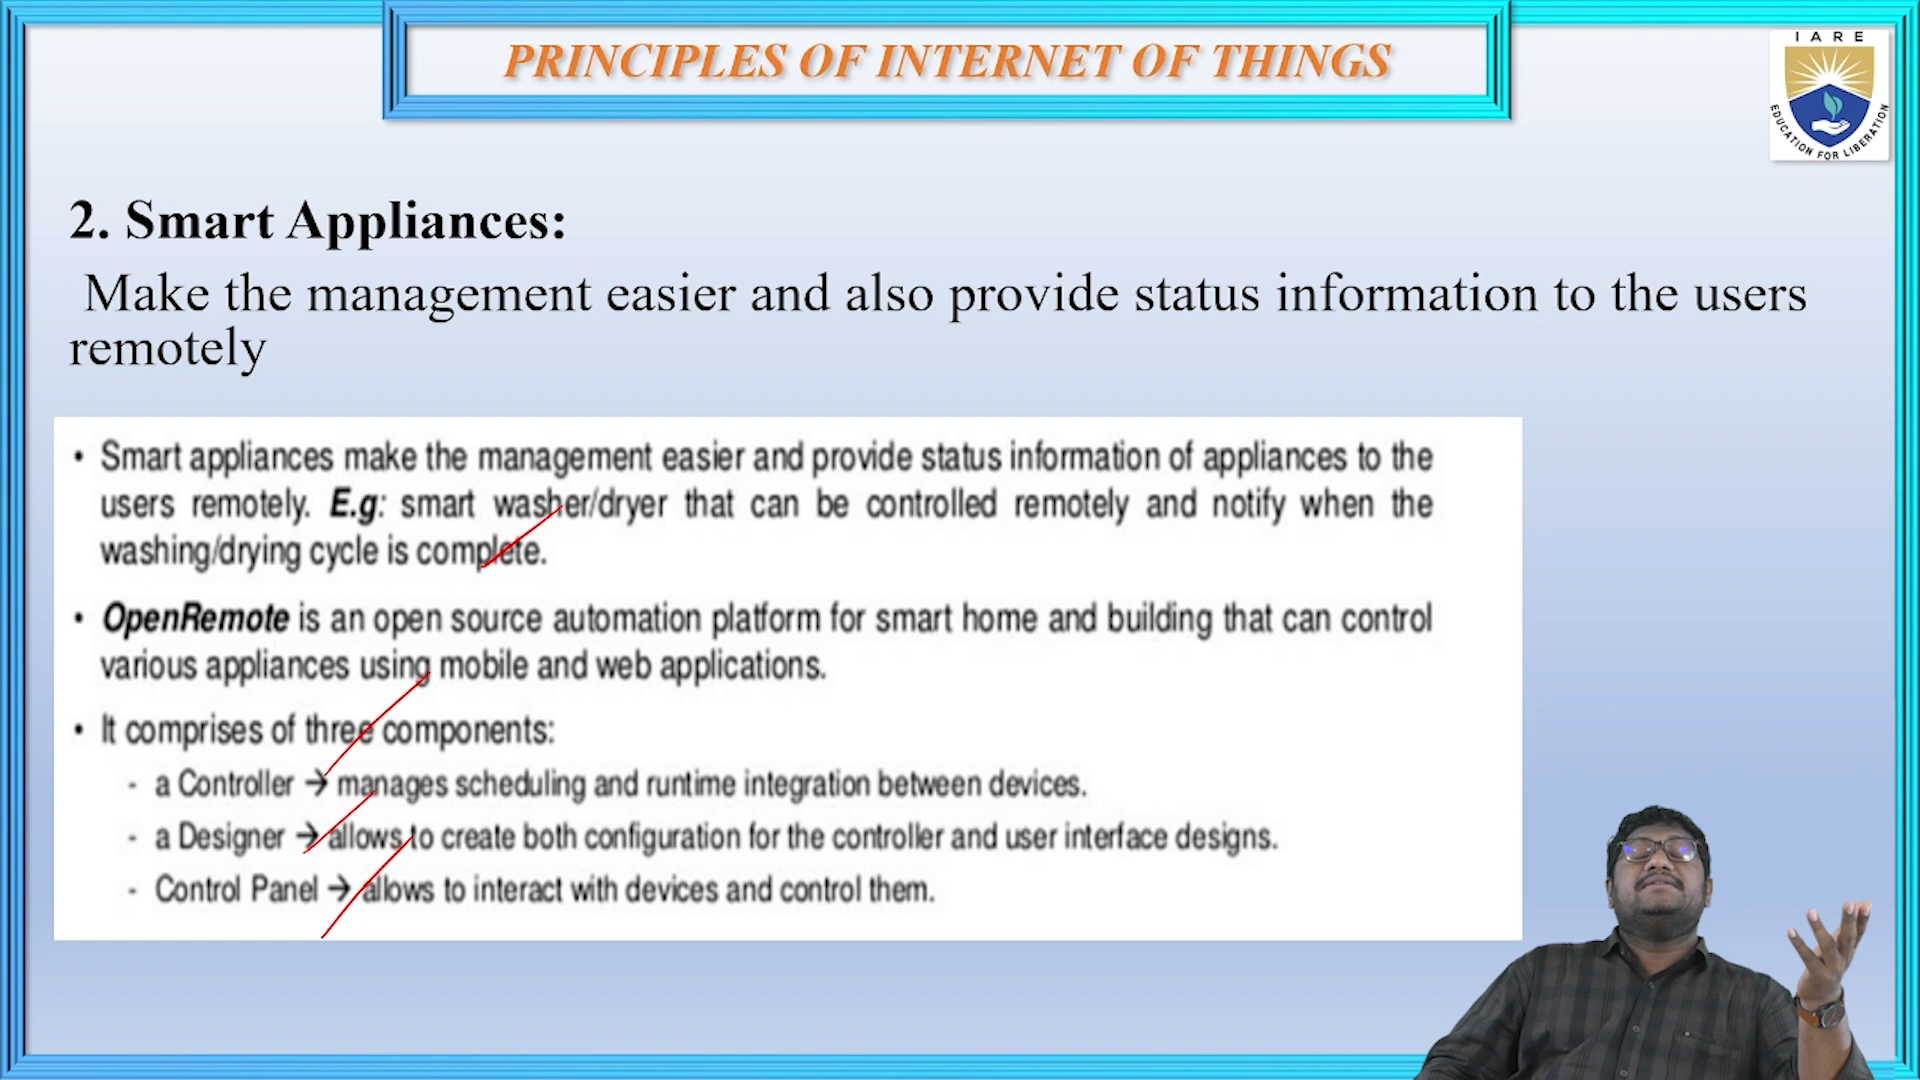 PRINCIPLES OF INTERNET OF THINGS
IARE
EDUCATION FOR LIBERATION
2. Smart Appliances:
Make the management easier and also provide status information to the users
remotely
• Smart appliances make the management easier and provide status information of appliances to the
users remotely. E.g: smart washer/dryer that can be controlled remotely and notify when the
washing/drying cycle is complete.
• OpenRemote is an open source automation platform for smart home and building that can control
various appliances using mobile and web applications.
• It comprises of three components:
- a Controller → manages scheduling and runtime integration between devices.
- a Designer → allows to create both configuration for the controller and user interface designs.
- Control Panel → allows to interact with devices and control them.